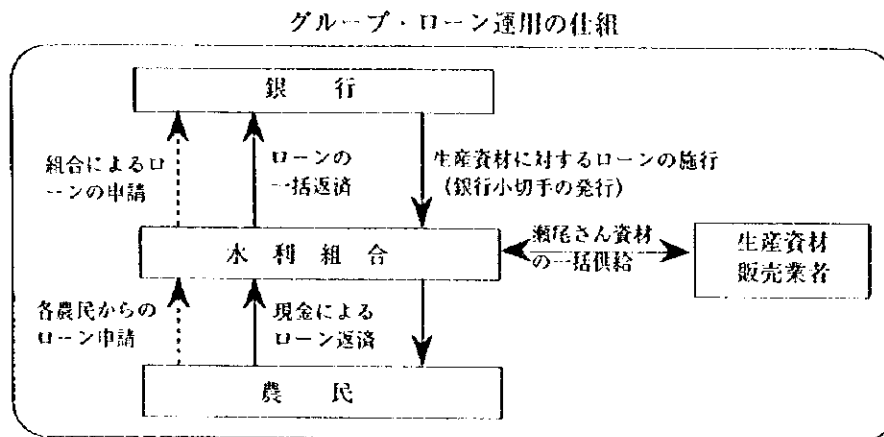 グループ・ローン運用の仕組
銀　行
組合によるロ
ーンの申請
ローンの
一括返済
生産資材に対するローンの施行
（銀行小切手の発行）
水 利 組 合
瀬尾さん資材
の一括供給
生産資材
販売業者
各農民からの
ローン申請
現金による
ローン返済
農　民